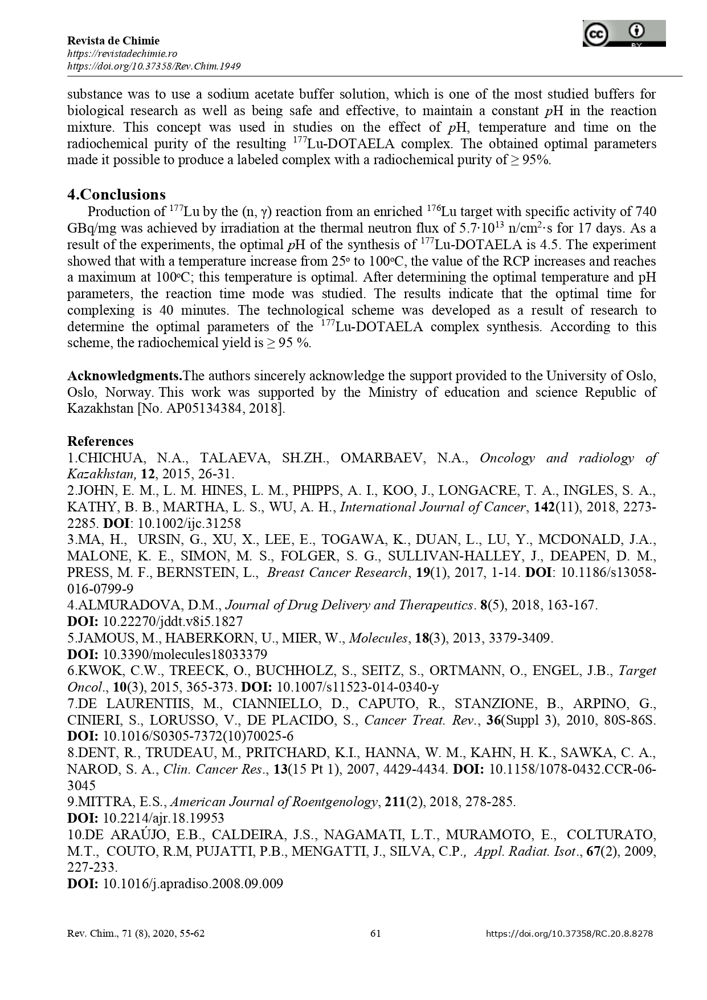 Revista de Chimie
https://revistadechimie.ro
https://doi.org/10.37358/Rev.Chim.1949
cc
BY
substance was to use a sodium acetate buffer solution, which is one of the most studied buffers for
biological research as well as being safe and effective, to maintain a constant pH in the reaction
mixture. This concept was used in studies on the effect of pH, temperature and time on the
radiochemical purity of the resulting ¹⁷⁷Lu-DOTAELA complex. The obtained optimal parameters
made it possible to produce a labeled complex with a radiochemical purity of ≥ 95%.
4.Conclusions
Production of ¹⁷⁷Lu by the (n, γ) reaction from an enriched ¹⁷⁶Lu target with specific activity of 740
GBq/mg was achieved by irradiation at the thermal neutron flux of 5.7·10¹³ n/cm²·s for 17 days. As a
result of the experiments, the optimal pH of the synthesis of ¹⁷⁷Lu-DOTAELA is 4.5. The experiment
showed that with a temperature increase from 25º to 100ºC, the value of the RCP increases and reaches
a maximum at 100ºC; this temperature is optimal. After determining the optimal temperature and pH
parameters, the reaction time mode was studied. The results indicate that the optimal time for
complexing is 40 minutes. The technological scheme was developed as a result of research to
determine the optimal parameters of the ¹⁷⁷Lu-DOTAELA complex synthesis. According to this
scheme, the radiochemical yield is ≥ 95 %.
Acknowledgments.The authors sincerely acknowledge the support provided to the University of Oslo,
Oslo, Norway. This work was supported by the Ministry of education and science Republic of
Kazakhstan [No. AP05134384, 2018].
References
1.CHICHUA, N.A., TALAEVA, SH.ZH., OMARBAEV, N.A., Oncology and radiology of
Kazakhstan, 12, 2015, 26-31.
2.JOHN, E. M., L. M. HINES, L. M., PHIPPS, A. I., KOO, J., LONGACRE, T. A., INGLES, S. A.,
KATHY, B. B., MARTHA, L. S., WU, A. H., International Journal of Cancer, 142(11), 2018, 2273-
2285. DOI: 10.1002/ijc.31258
3.MA, H., URSIN, G., XU, X., LEE, E., TOGAWA, K., DUAN, L., LU, Y., MCDONALD, J.A.,
MALONE, K. E., SIMON, M. S., FOLGER, S. G., SULLIVAN-HALLEY, J., DEAPEN, D. M.,
PRESS, M. F., BERNSTEIN, L., Breast Cancer Research, 19(1), 2017, 1-14. DOI: 10.1186/s13058-
016-0799-9
4.ALMURADOVA, D.M., Journal of Drug Delivery and Therapeutics. 8(5), 2018, 163-167.
DOI: 10.22270/jddt.v8i5.1827
5.JAMOUS, M., HABERKORN, U., MIER, W., Molecules, 18(3), 2013, 3379-3409.
DOI: 10.3390/molecules18033379
6.KWOK, C.W., TREECK, O., BUCHHOLZ, S., SEITZ, S., ORTMANN, O., ENGEL, J.B., Target
Oncol., 10(3), 2015, 365-373. DOI: 10.1007/s11523-014-0340-y
7.DE LAURENTIIS, M., CIANNIELLO, D., CAPUTO, R., STANZIONE, B., ARPINO, G.,
CINIERI, S., LORUSSO, V., DE PLACIDO, S., Cancer Treat. Rev., 36(Suppl 3), 2010, 80S-86S.
DOI: 10.1016/S0305-7372(10)70025-6
8.DENT, R., TRUDEAU, M., PRITCHARD, K.I., HANNA, W. M., KAHN, H. K., SAWKA, C. A.,
NAROD, S. A., Clin. Cancer Res., 13(15 Pt 1), 2007, 4429-4434. DOI: 10.1158/1078-0432.CCR-06-
3045
9.MITTRA, E.S., American Journal of Roentgenology, 211(2), 2018, 278-285.
DOI: 10.2214/ajr.18.19953
10.DE ARAÚJO, E.B., CALDEIRA, J.S., NAGAMATI, L.T., MURAMOTO, E., COLTURATO,
M.T., COUTO, R.M, PUJATTI, P.B., MENGATTI, J., SILVA, C.P., Appl. Radiat. Isot., 67(2), 2009,
227-233.
DOI: 10.1016/j.apradiso.2008.09.009
Rev. Chim., 71 (8), 2020, 55-62
61
https://doi.org/10.37358/RC.20.8.8278